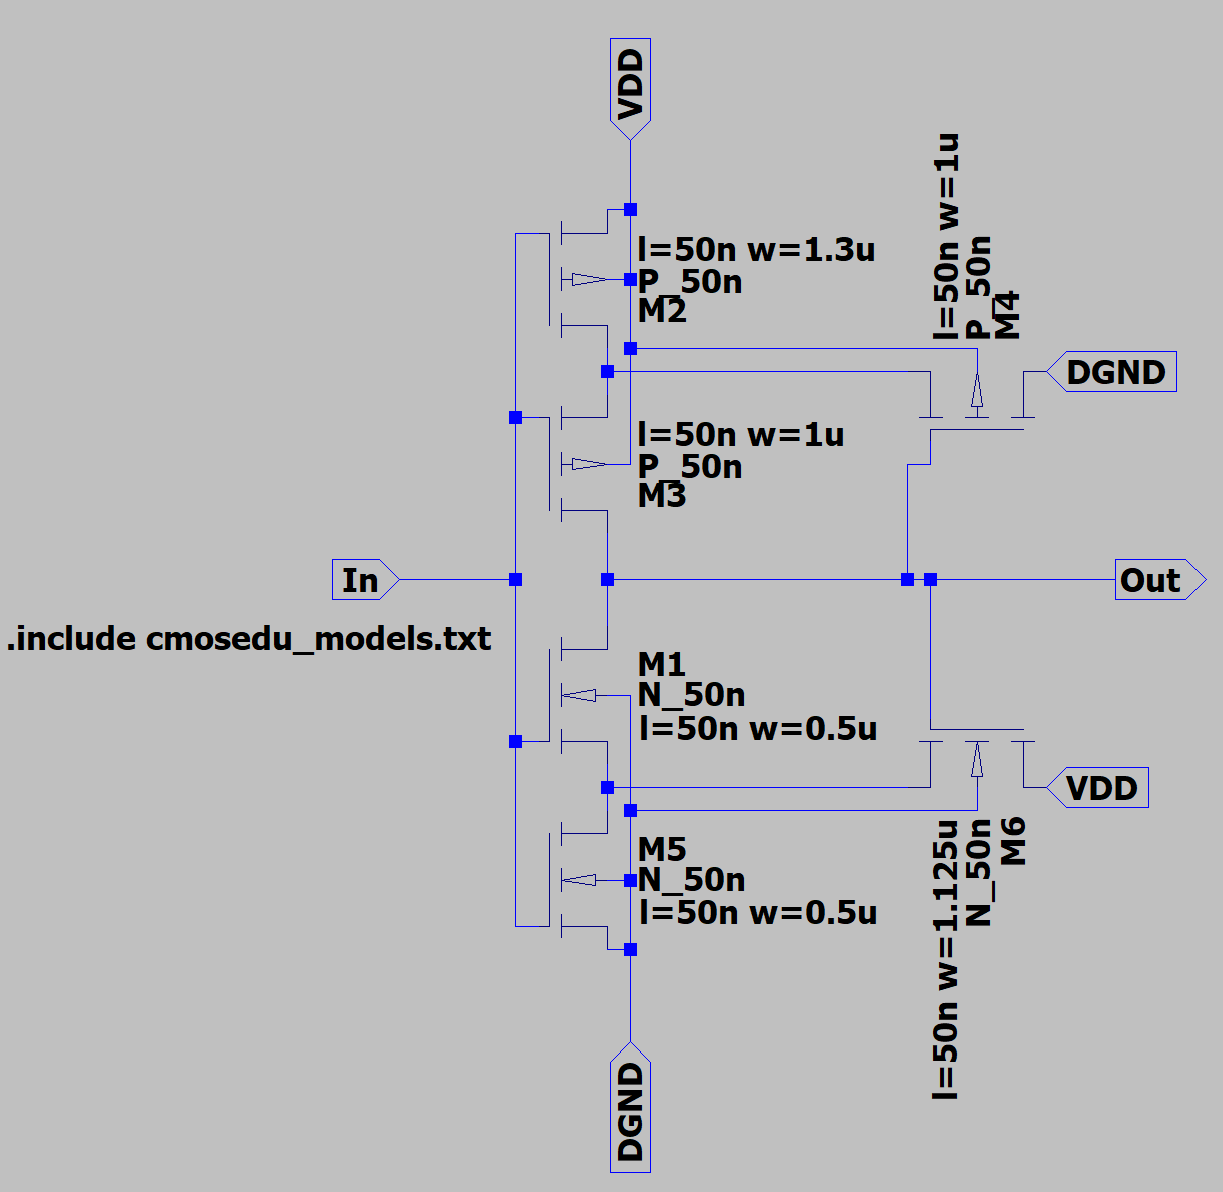 VDD
l=50n w=1.3u
P_50n
M2
l=50n w=1u
P_50n
M4
DGND
l=50n w=1u
P_50n
M3
In
Out
.include cmosedu_models.txt
M1
N_50n
l=50n w=0.5u
VDD
M5
N_50n
l=50n w=0.5u
l=50n w=1.125u
N_50n
M6
DGND